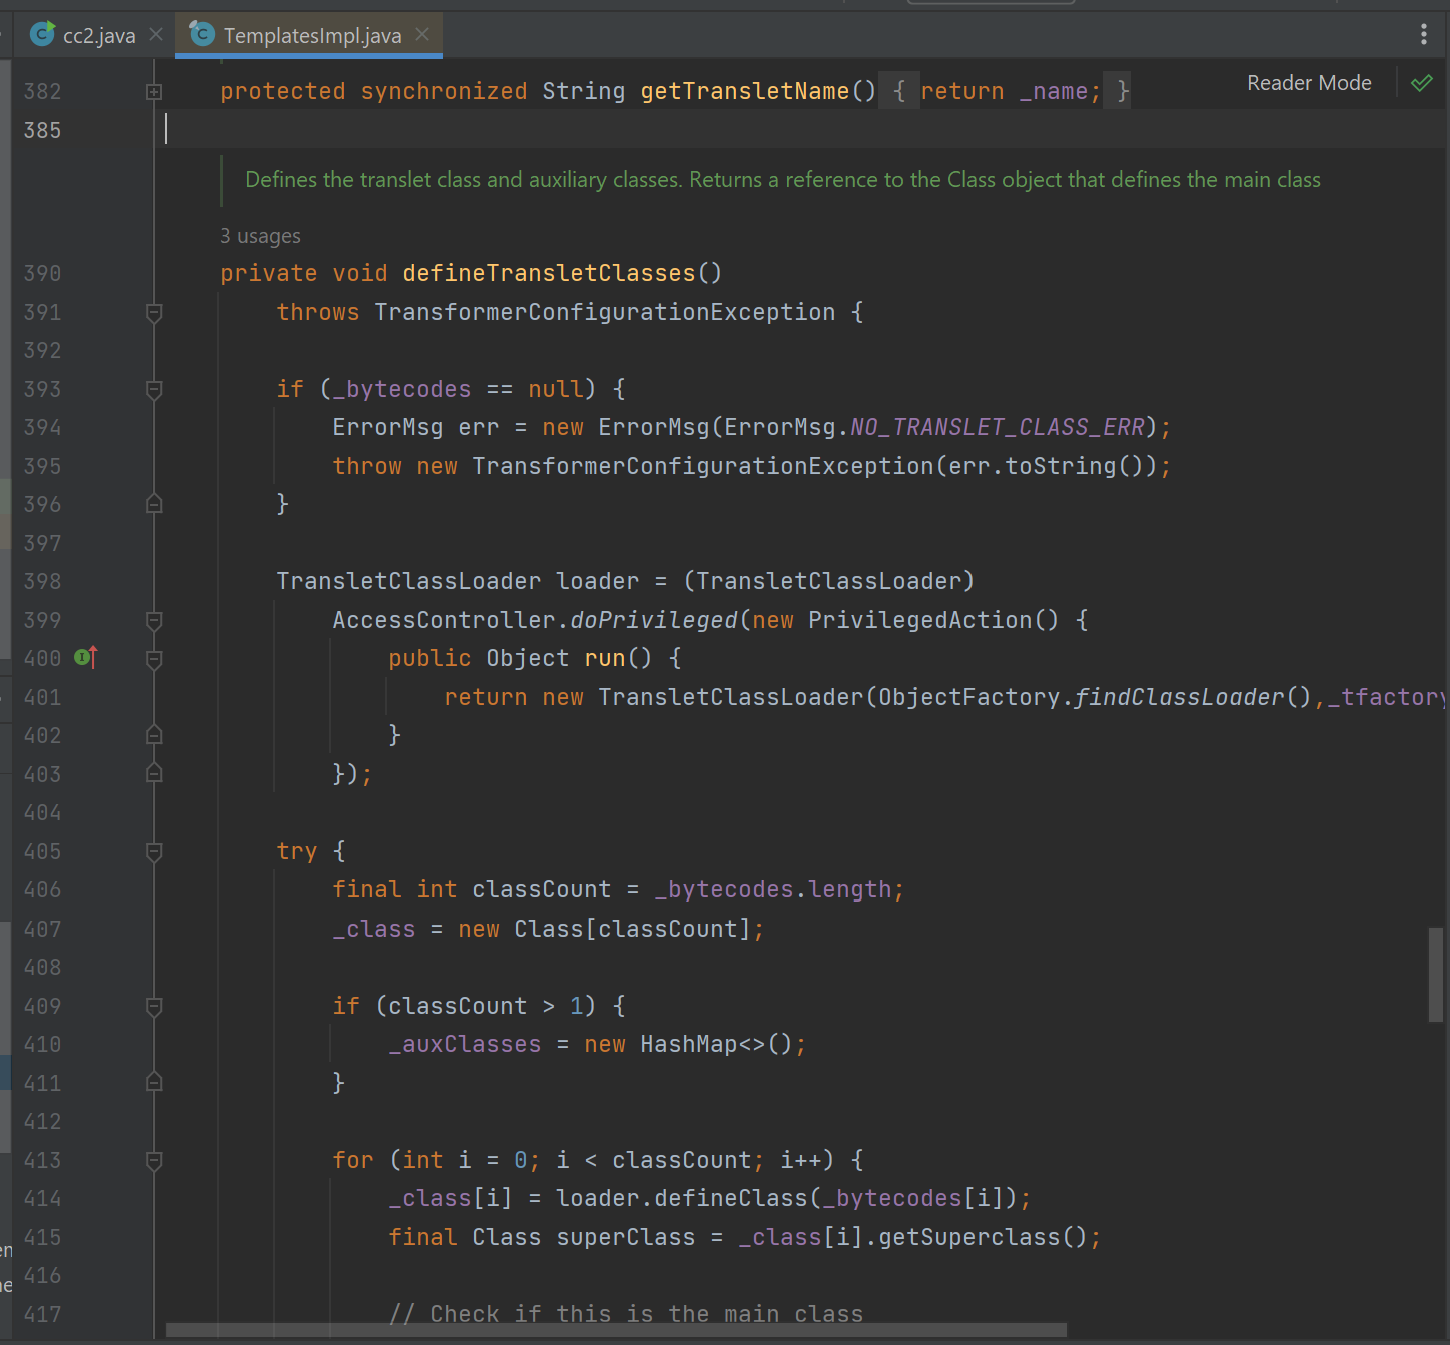 cc2.java
TemplatesImpl.java
Reader Mode
382 protected synchronized String getTransletName() { return _name; }
385
Defines the translet class and auxiliary classes. Returns a reference to the Class object that defines the main class
3 usages
390 private void defineTransletClasses()
391 throws TransformerConfigurationException {
392
393 if (_bytecodes == null) {
394 ErrorMsg err = new ErrorMsg(ErrorMsg.NO_TRANSLET_CLASS_ERR);
395 throw new TransformerConfigurationException(err.toString());
396 }
397
398 TransletClassLoader loader = (TransletClassLoader)
399 AccessController.doPrivileged(new PrivilegedAction() {
400 public Object run() {
401 return new TransletClassLoader(ObjectFactory.findClassLoader(),_tfactory
402 }
403 });
404
405 try {
406 final int classCount = _bytecodes.length;
407 _class = new Class[classCount];
408
409 if (classCount > 1) {
410 _auxClasses = new HashMap<>();
411 }
412
413 for (int i = 0; i < classCount; i++) {
414 _class[i] = loader.defineClass(_bytecodes[i]);
415 final Class superClass = _class[i].getSuperclass();
416
417 // Check if this is the main class